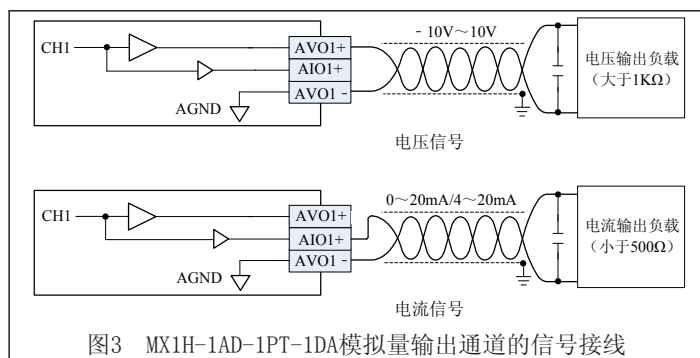 CH1
AVO1+
AIO1+
AVO1 -
AGND
- 10V～10V
电压输出负载
（大于1KΩ）
电压信号
CH1
AVO1+
AIO1+
AVO1 -
AGND
0～20mA/4～20mA
电流输出负载
（小于500Ω）
电流信号
图3 MX1H-1AD-1PT-1DA模拟量输出通道的信号接线